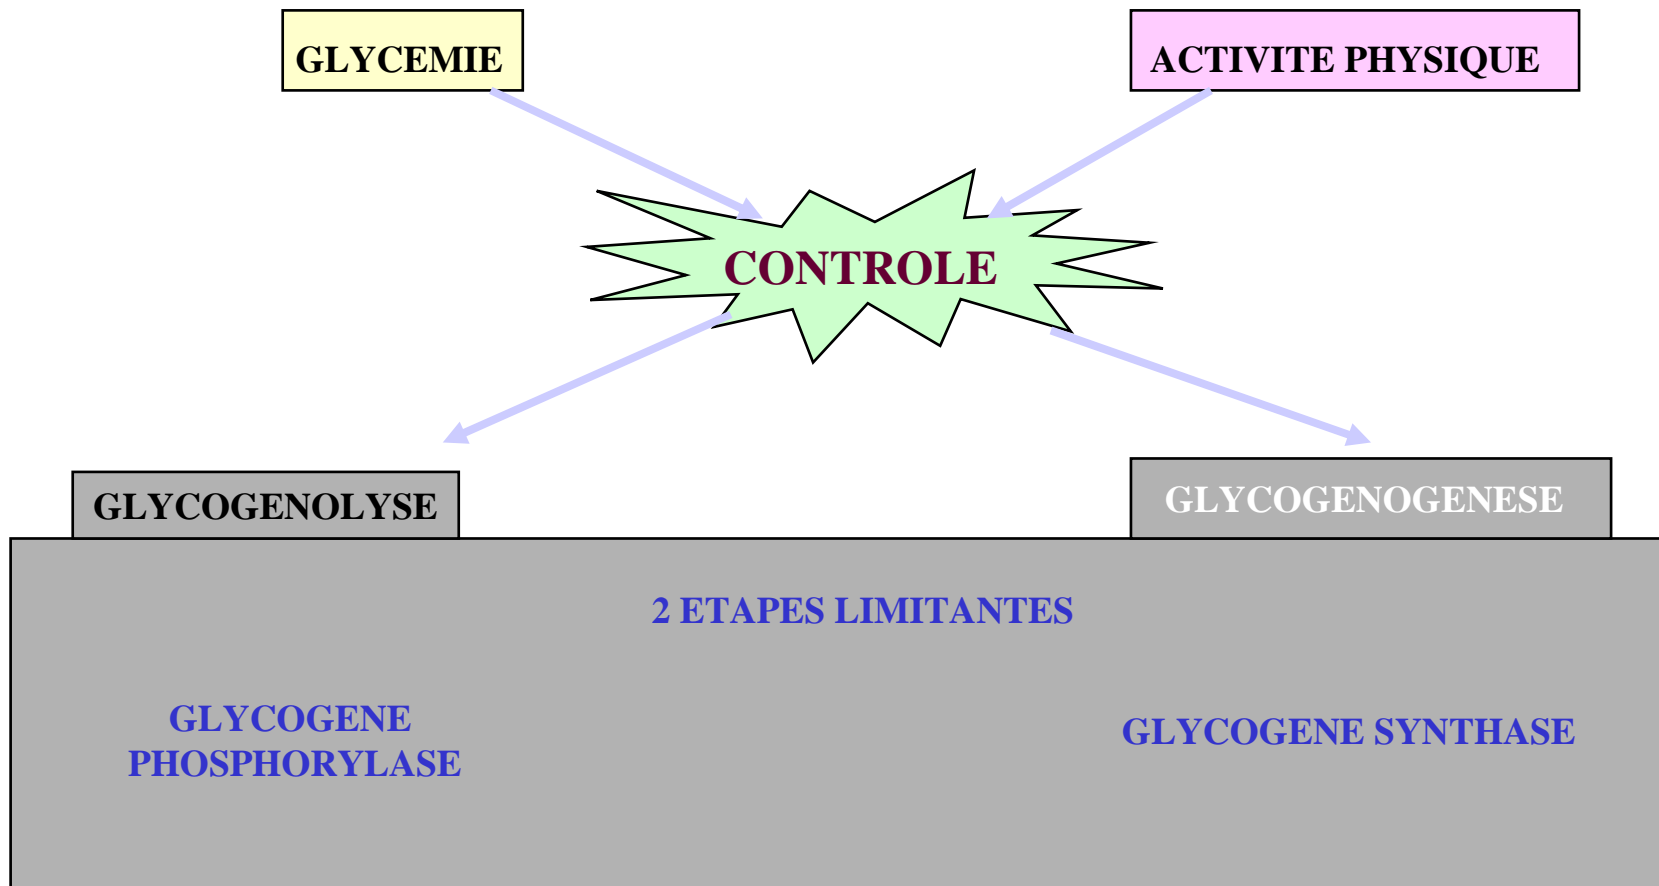 GLYCEMIE
ACTIVITE PHYSIQUE
CONTROLE
GLYCOGENOLYSE
GLYCOGENOGENESE
2 ETAPES LIMITANTES
GLYCOGENE
PHOSPHORYLASE
GLYCOGENE SYNTHASE